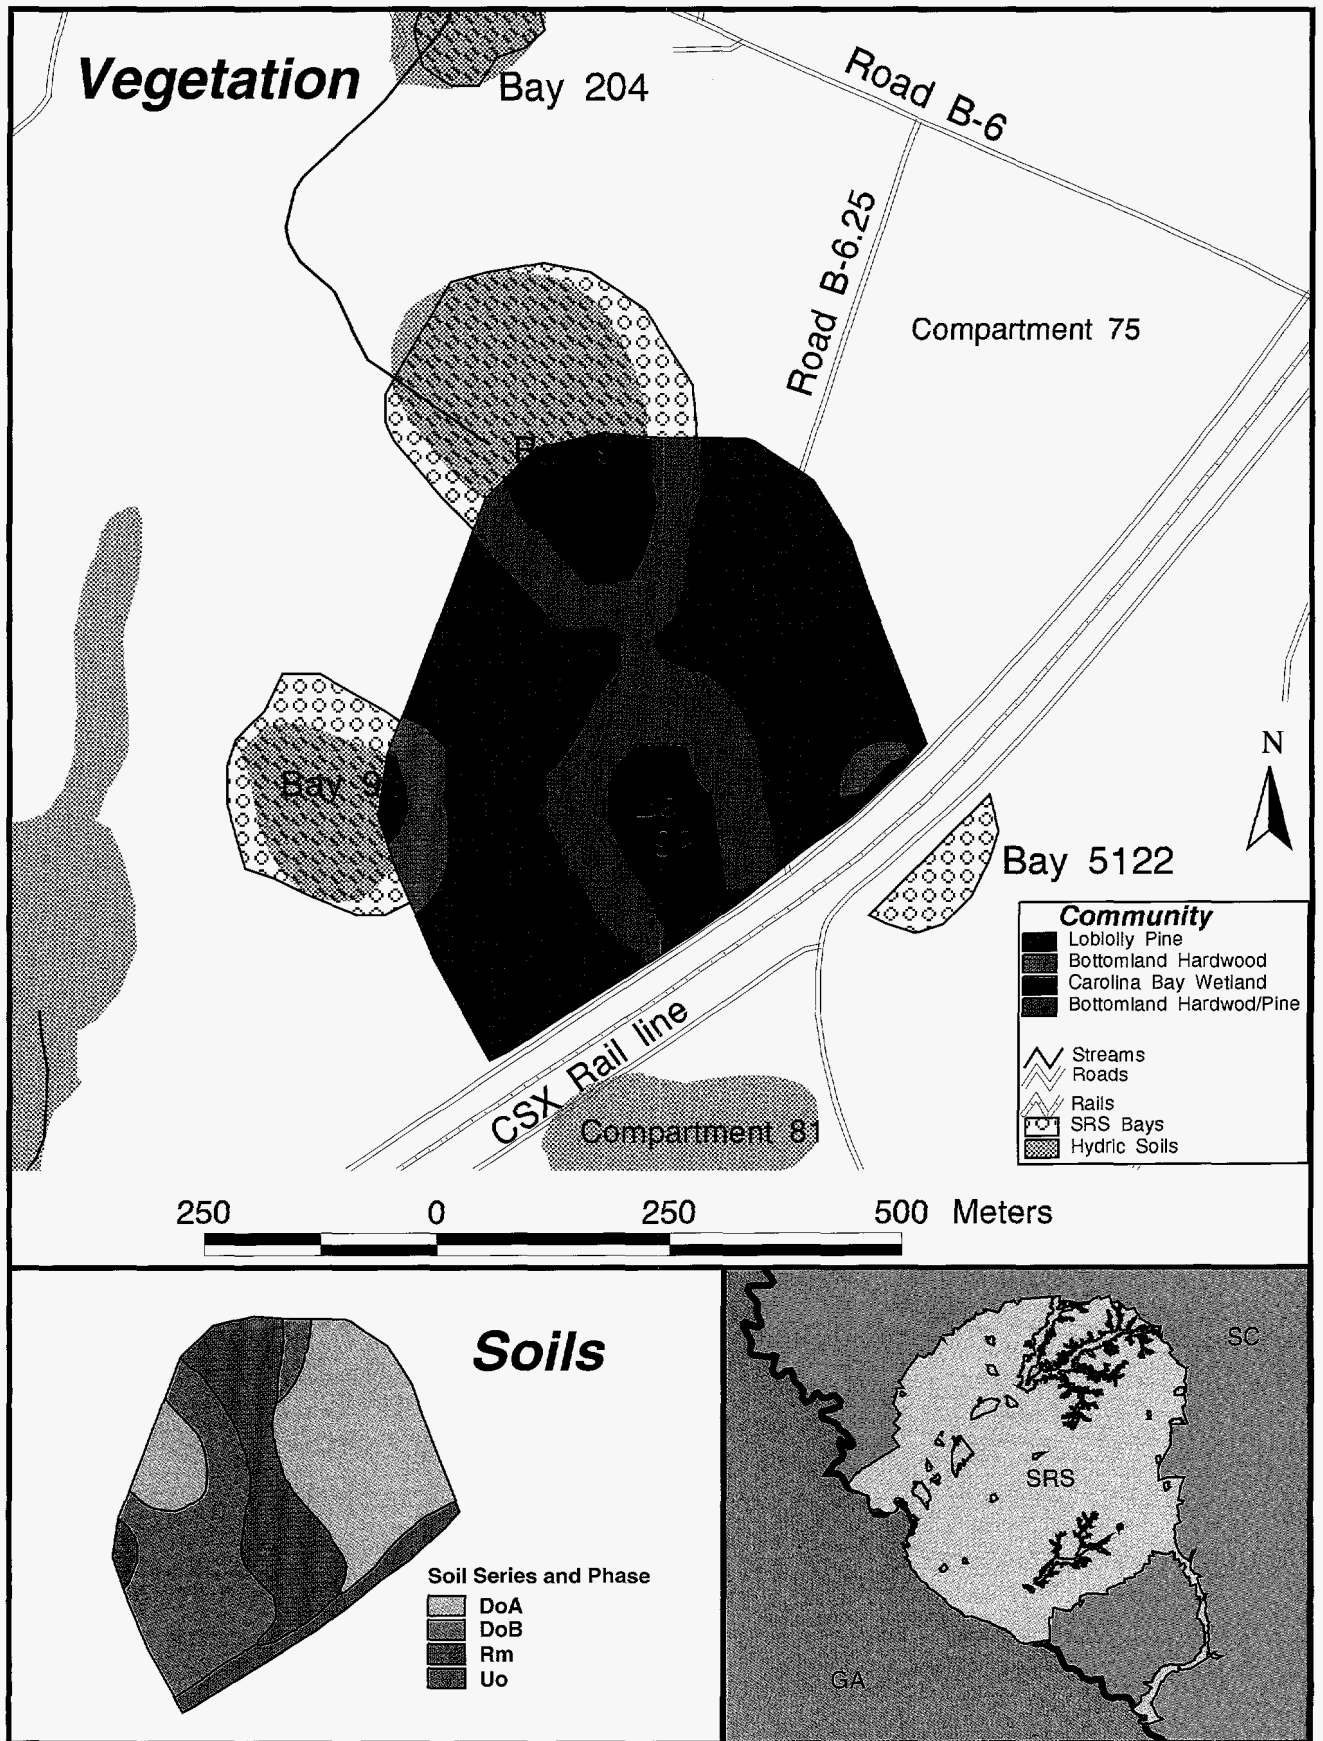 Vegetation
Bay 204
Road B-6
Road B-6.25
Compartment 75
Bay 9
N
Bay 5122
Community
Loblolly Pine
Bottomland Hardwood
Carolina Bay Wetland
Bottomland Hardwod/Pine
Streams
Roads
Rails
SRS Bays
Hydric Soils
CSX Rail line
Compartment 81
250 0 250 500 Meters
Soils
Soil Series and Phase
DoA
DoB
Rm
Uo
SC
SRS
GA